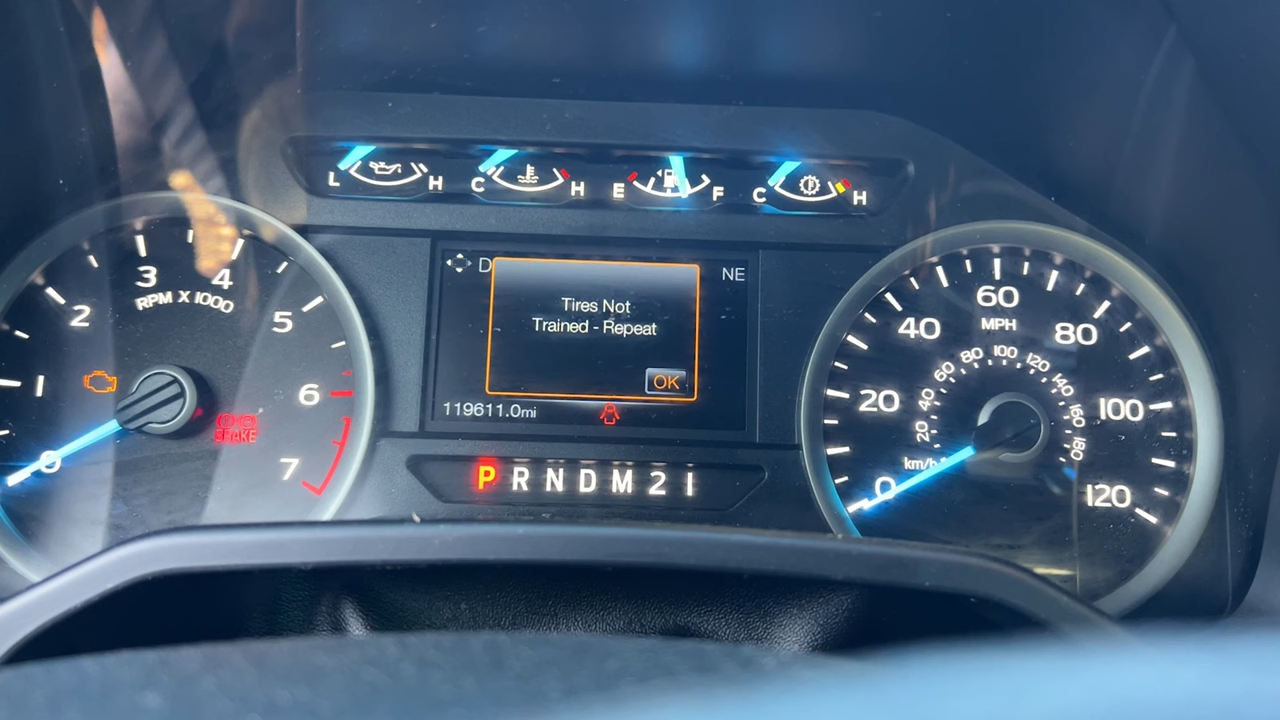 L H C H E F C H
D NE
Tires Not
Trained - Repeat
OK
119611.0mi
P R N D M 2 1
0 1 2 3 4 5 6 7
RPM X 1000
BRAKE
0 20 40 60 80 100 120
MPH
20 40 60 80 100 120 140 160 180
km/h